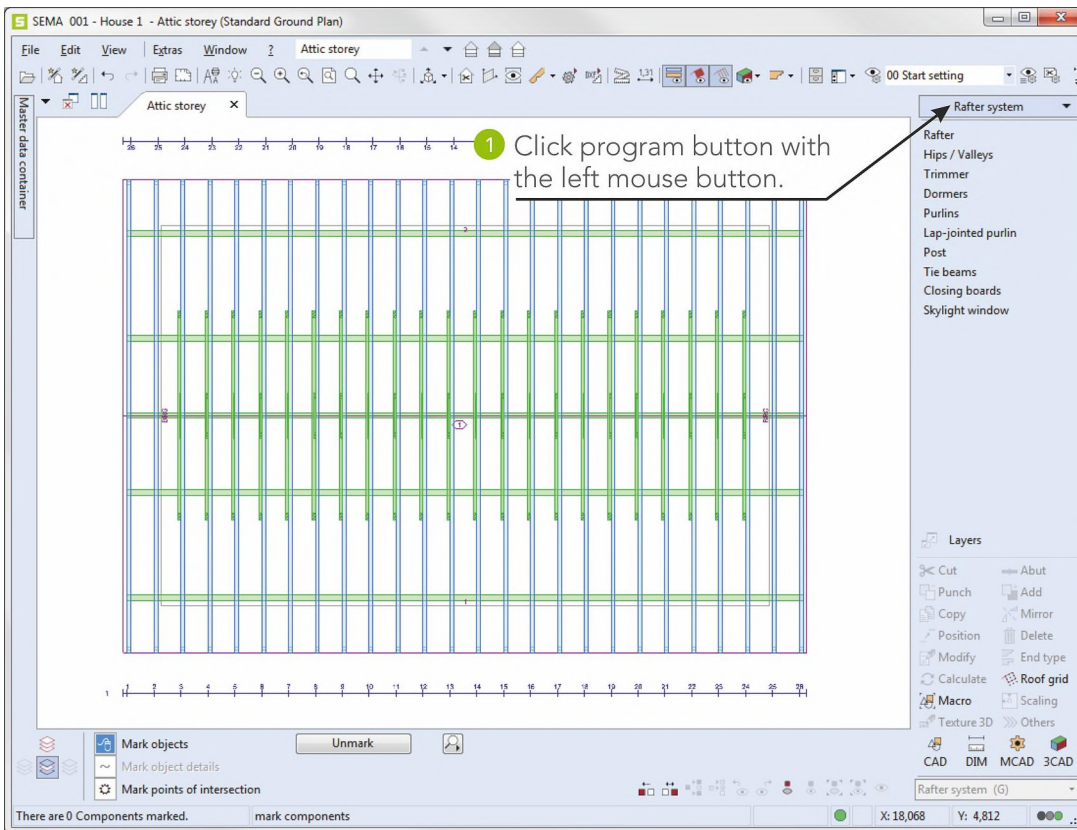 SEMA 001 - House 1 - Attic storey (Standard Ground Plan)
File Edit View Extras Window ? Attic storey
00 Start setting
Master data container
Attic storey
Rafter system
1 Click program button with
the left mouse button.
Rafter
Hips / Valleys
Trimmer
Dormers
Purlins
Lap-jointed purlin
Post
Tie beams
Closing boards
Skylight window
2
1
1
1
Layers
Cut Abut
Punch Add
Copy Mirror
Position Delete
Modify End type
Calculate Roof grid
Macro Scaling
Texture 3D Others
CAD DIM MCAD 3CAD
Mark objects Unmark
Mark object details
Mark points of intersection
Rafter system (G)
There are 0 Components marked. mark components X: 18,068 Y: 4,812